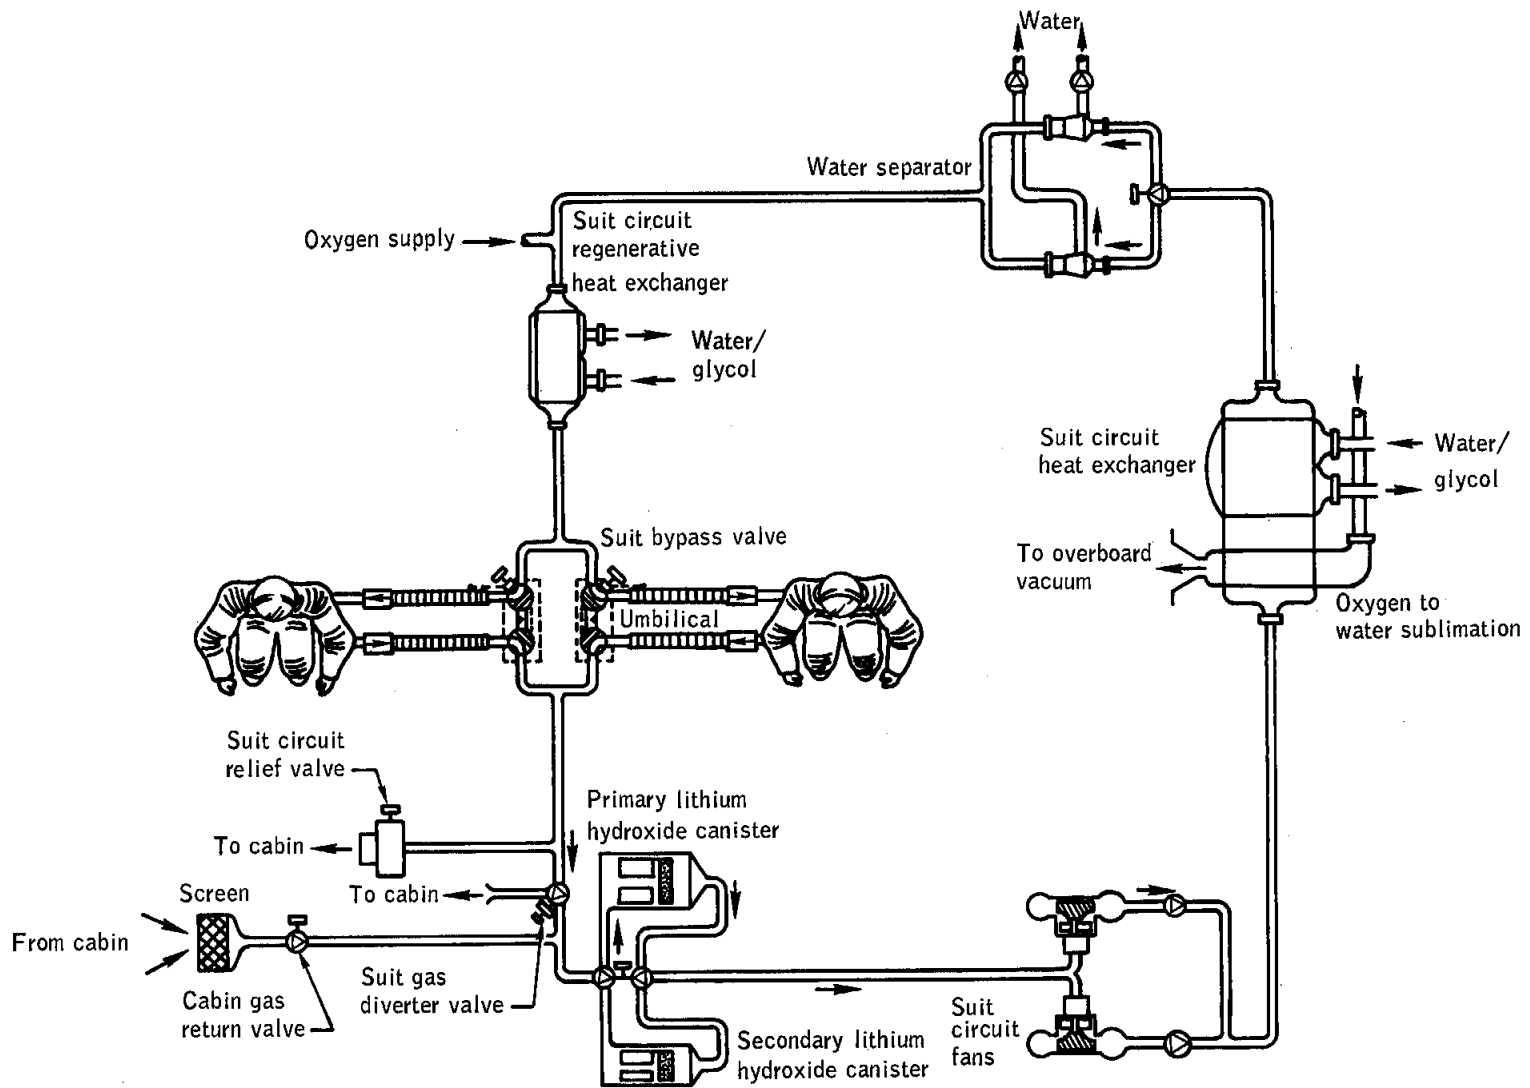 Water
Water separator
Oxygen supply
Suit circuit
regenerative
heat exchanger
Water/
glycol
Suit circuit
heat exchanger
Water/
glycol
Suit bypass valve
To overboard
vacuum
Umbilical
Oxygen to
water sublimation
Suit circuit
relief valve
Primary lithium
hydroxide canister
To cabin
To cabin
Screen
From cabin
Suit gas
diverter valve
Cabin gas
return valve
Suit
circuit
fans
Secondary lithium
hydroxide canister